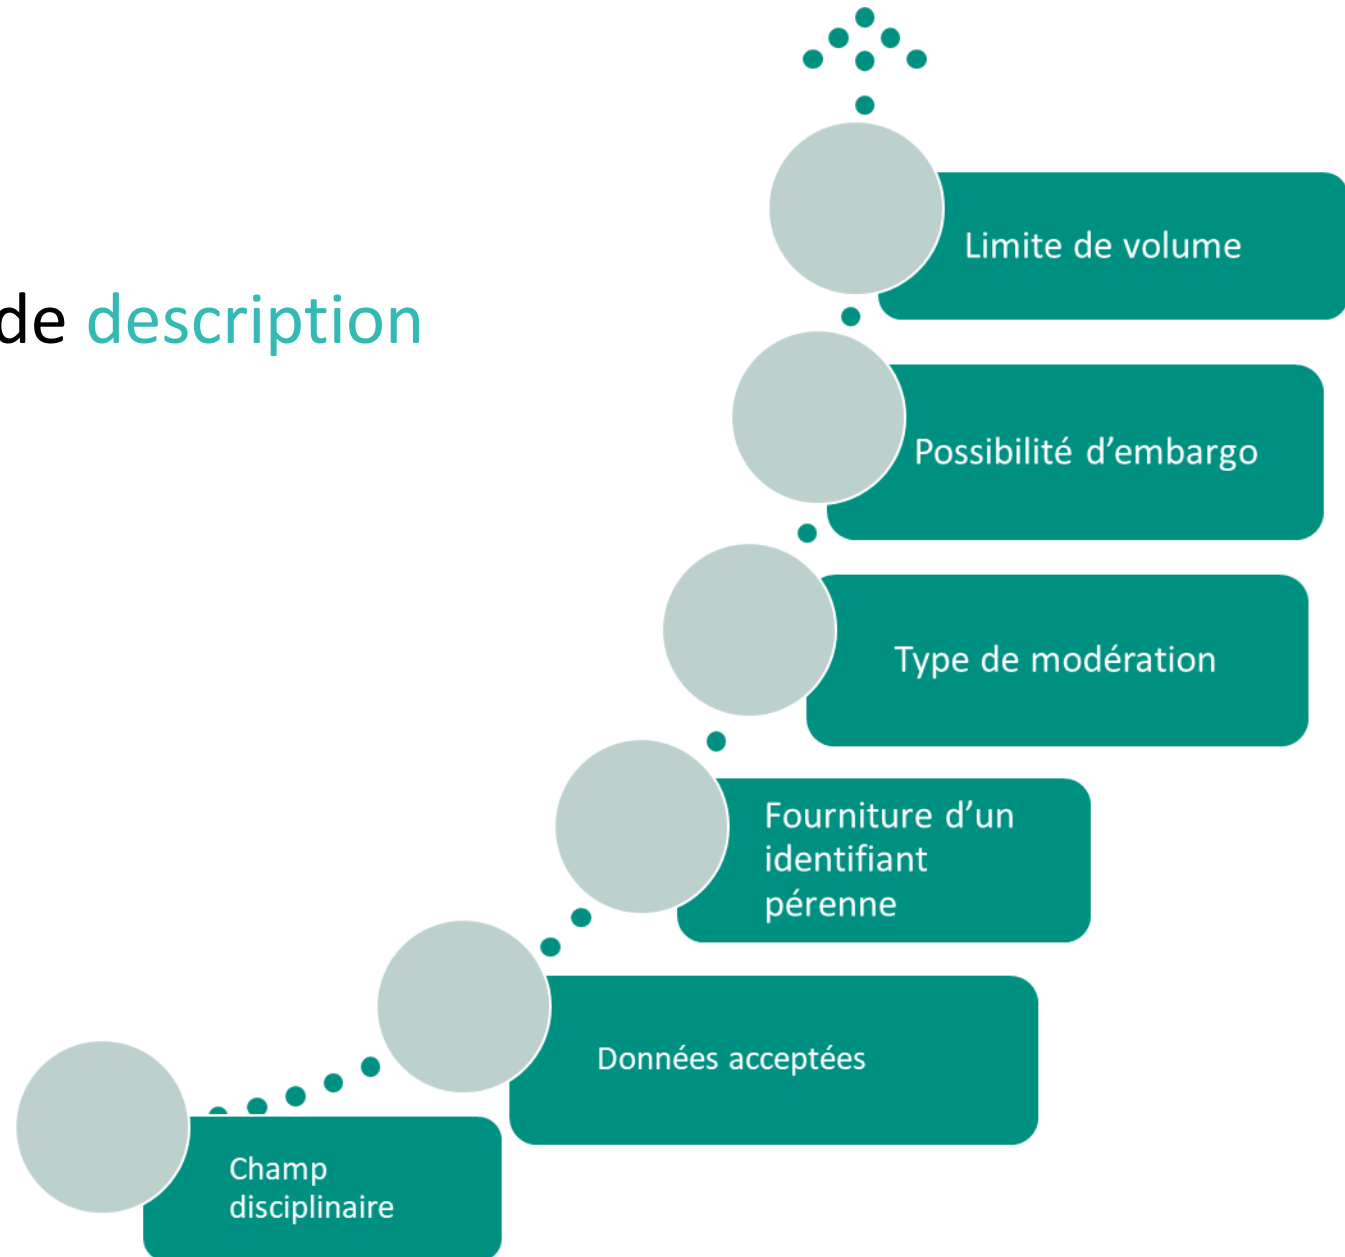 Limite de volume
de description
Possibilité d’embargo
Type de modération
Fourniture d’un
identifiant
pérenne
Données acceptées
Champ
disciplinaire